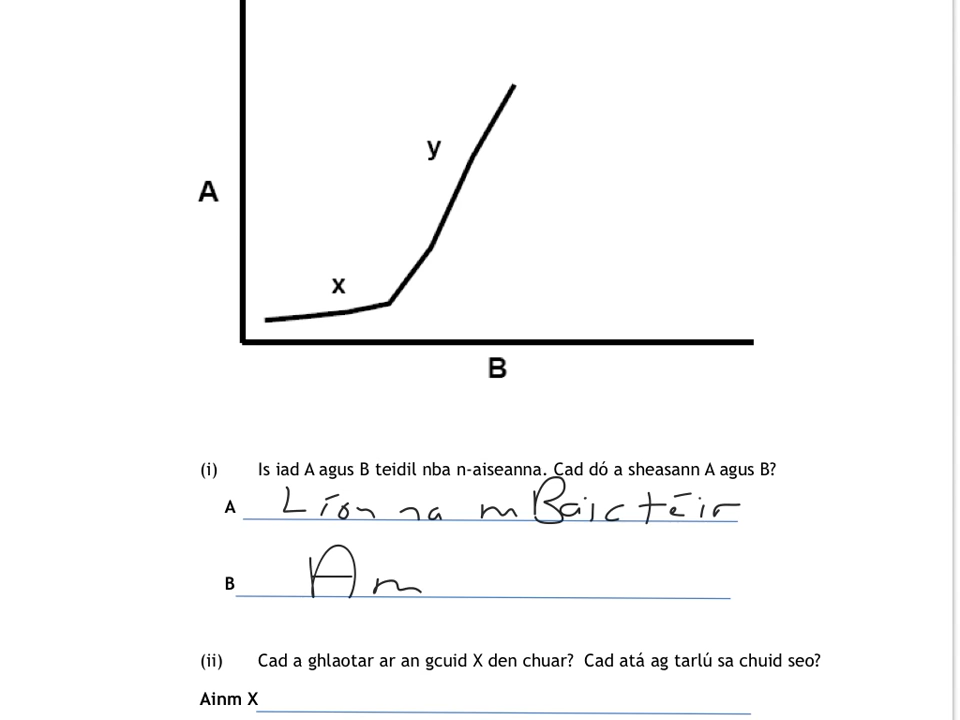 y
A
x
B
(i) Is iad A agus B teidil nba n-aiseanna. Cad dó a sheasann A agus B?
A Líon na mBaictéir
B Am
(ii) Cad a ghlaotar ar an gcuid X den chuar? Cad atá ag tarlú sa chuid seo?
Ainm X